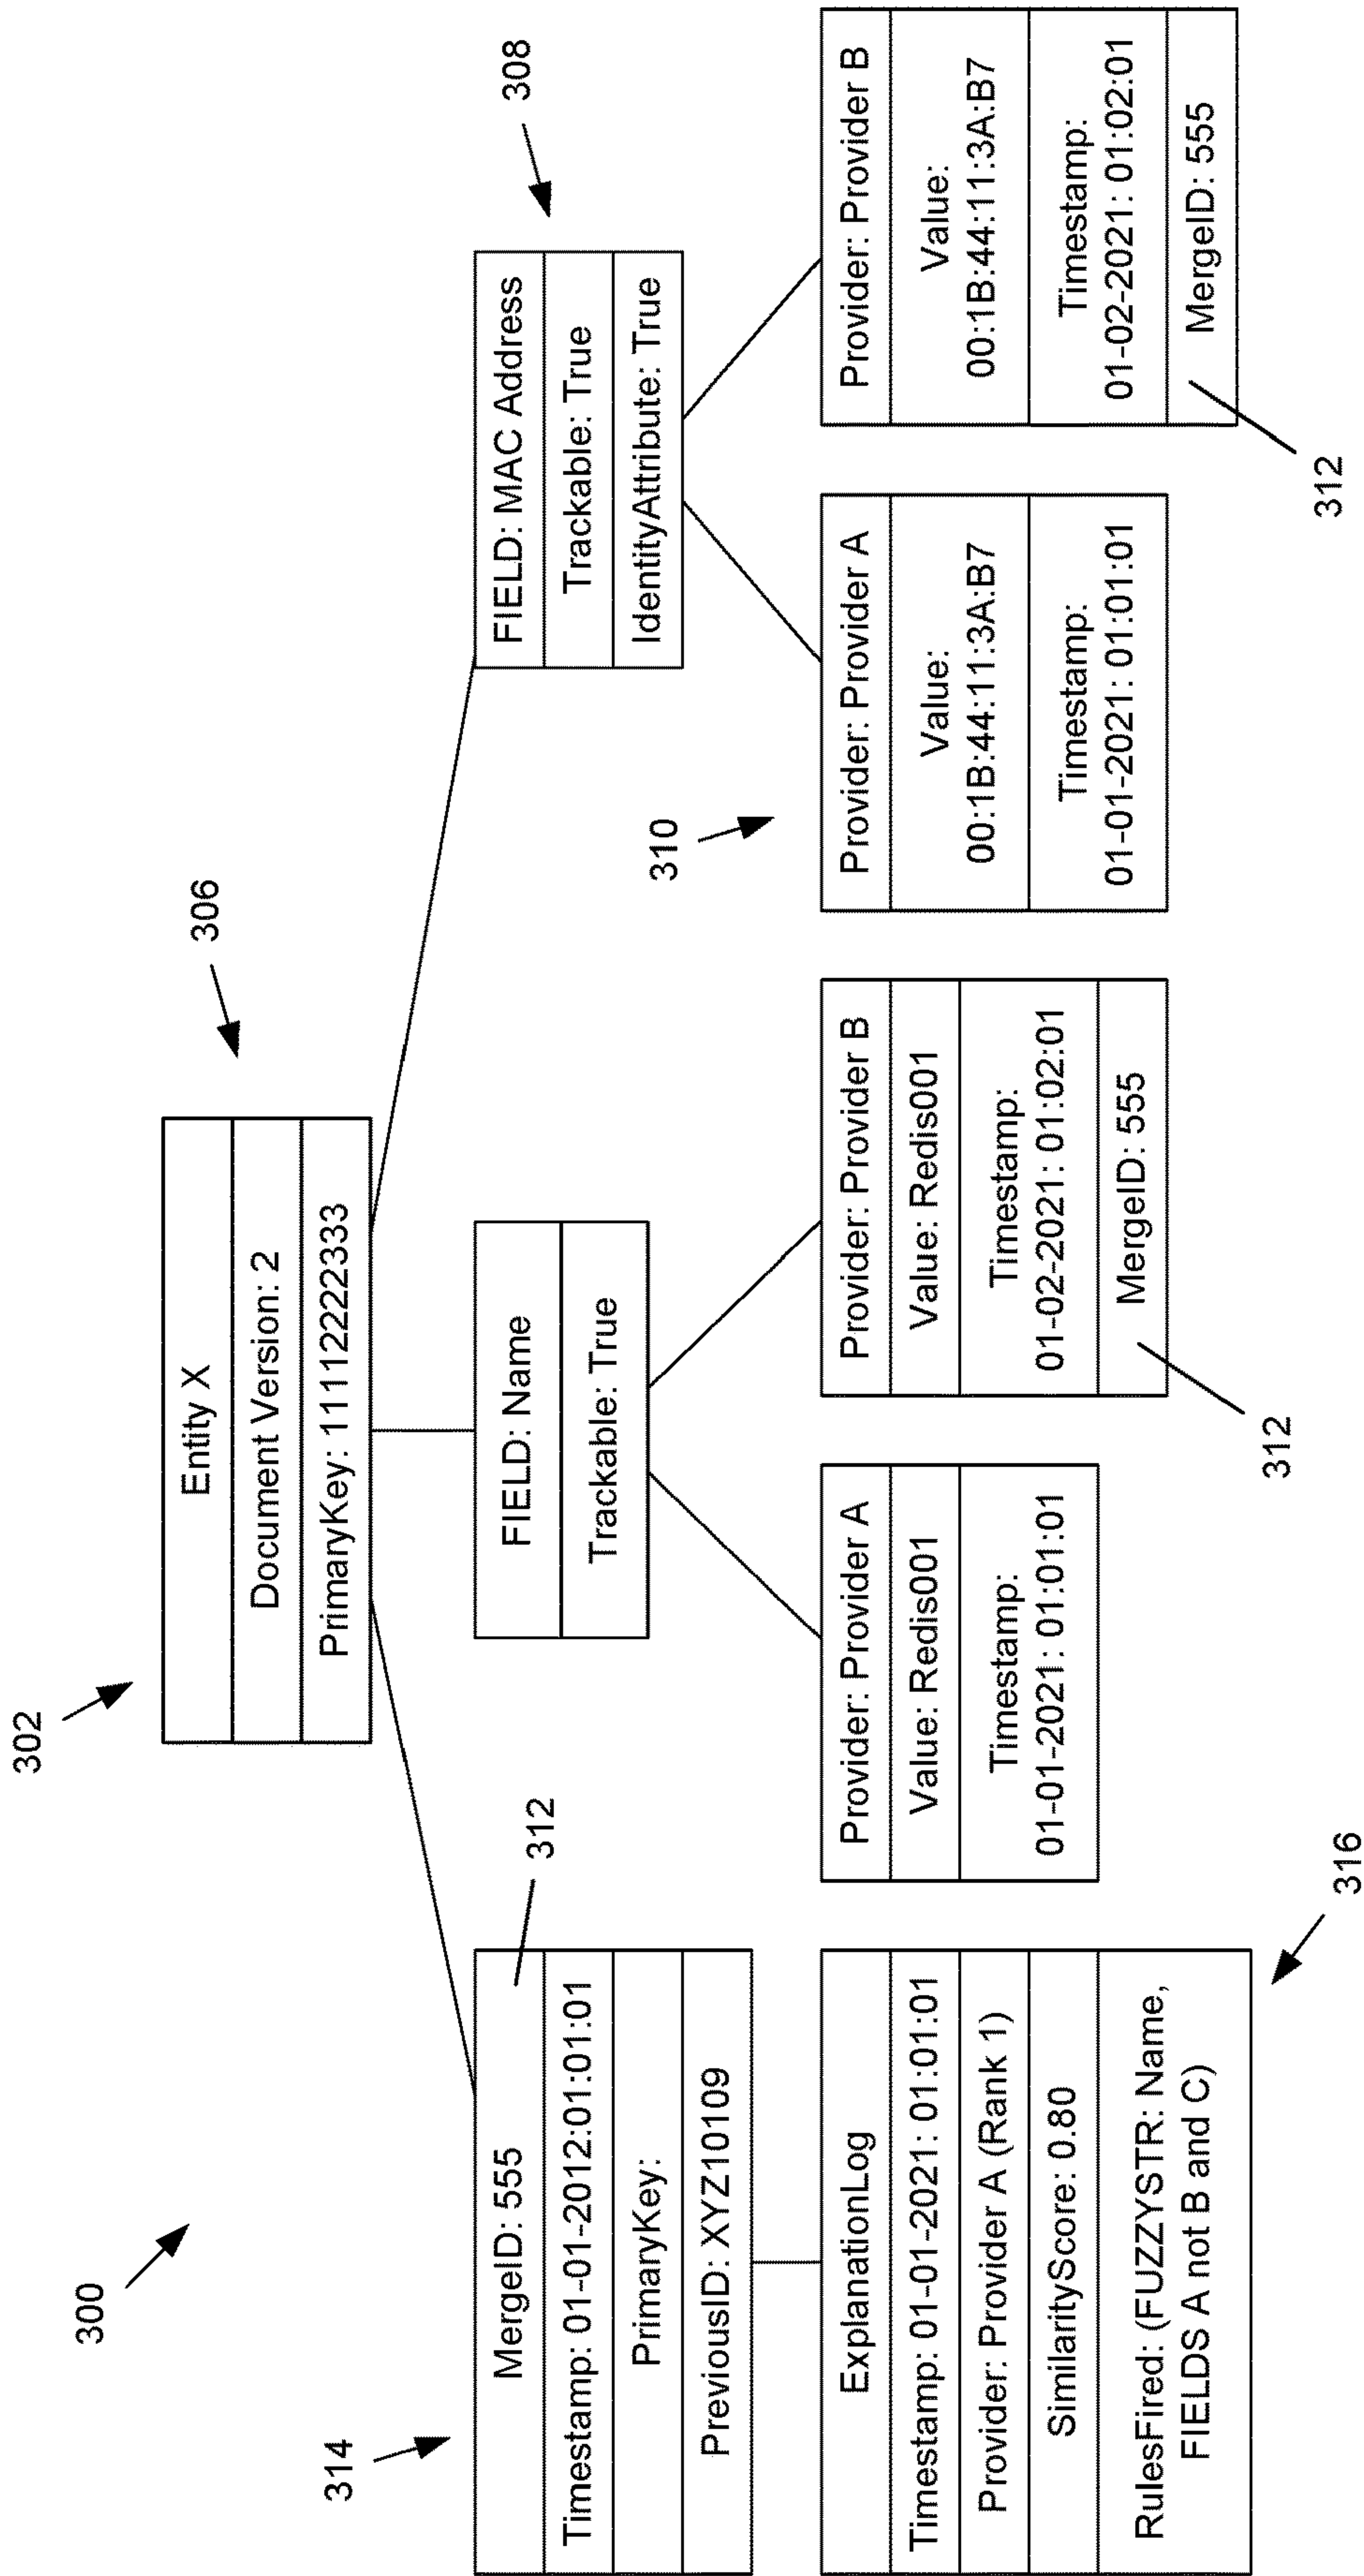 300
302
306
Entity X
Document Version: 2
PrimaryKey: 11112222333
314
MergeID: 555
312
Timestamp: 01-01-2012:01:01:01
PrimaryKey:
PreviousID: XYZ10109
ExplanationLog
Timestamp: 01-01-2021: 01:01:01
Provider: Provider A (Rank 1)
SimilarityScore: 0.80
RulesFired: (FUZZYSTR: Name,
FIELDS A not B and C)
316
FIELD: Name
Trackable: True
Provider: Provider A
Value: Redis001
Timestamp:
01-01-2021: 01:01:01
Provider: Provider B
Value: Redis001
Timestamp:
01-02-2021: 01:02:01
MergeID: 555
312
308
FIELD: MAC Address
Trackable: True
IdentityAttribute: True
310
Provider: Provider A
Value:
00:1B:44:11:3A:B7
Timestamp:
01-01-2021: 01:01:01
Provider: Provider B
Value:
00:1B:44:11:3A:B7
Timestamp:
01-02-2021: 01:02:01
MergeID: 555
312